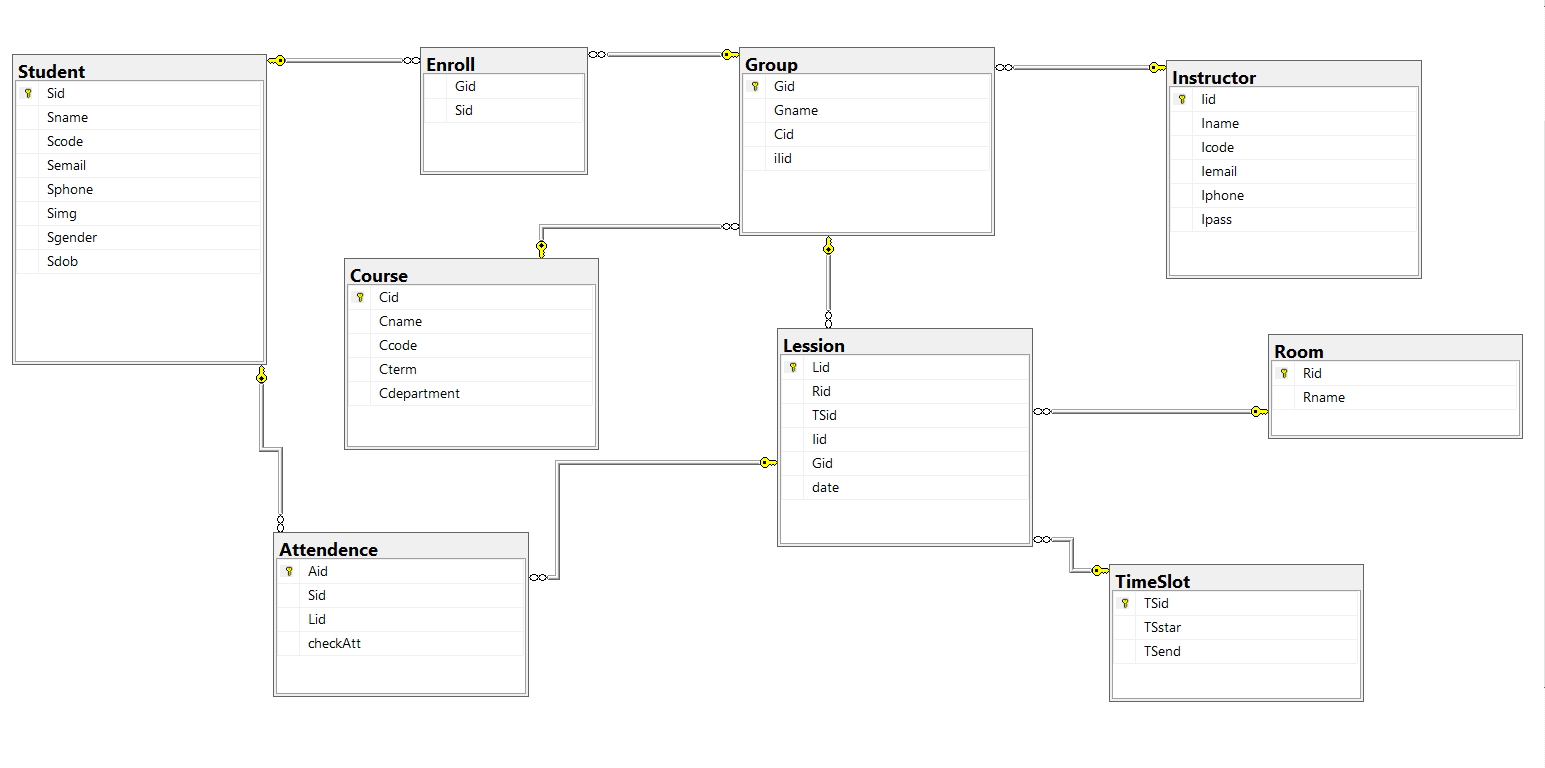 Student
Sid
Sname
Scode
Semail
Sphone
Simg
Sgender
Sdob
Enroll
Gid
Sid
Group
Gid
Gname
Cid
iIid
Instructor
Iid
Iname
Icode
Iemail
Iphone
Ipass
Course
Cid
Cname
Ccode
Cterm
Cdepartment
Lession
Lid
Rid
TSid
Iid
Gid
date
Room
Rid
Rname
Attendence
Aid
Sid
Lid
checkAtt
TimeSlot
TSid
TSstar
TSend